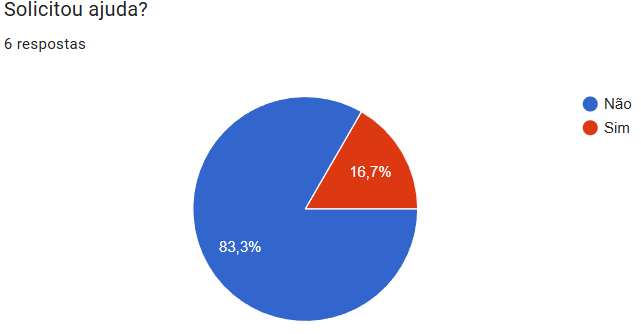 Solicitou ajuda?
6 respostas
Não
Sim
16,7%
83,3%